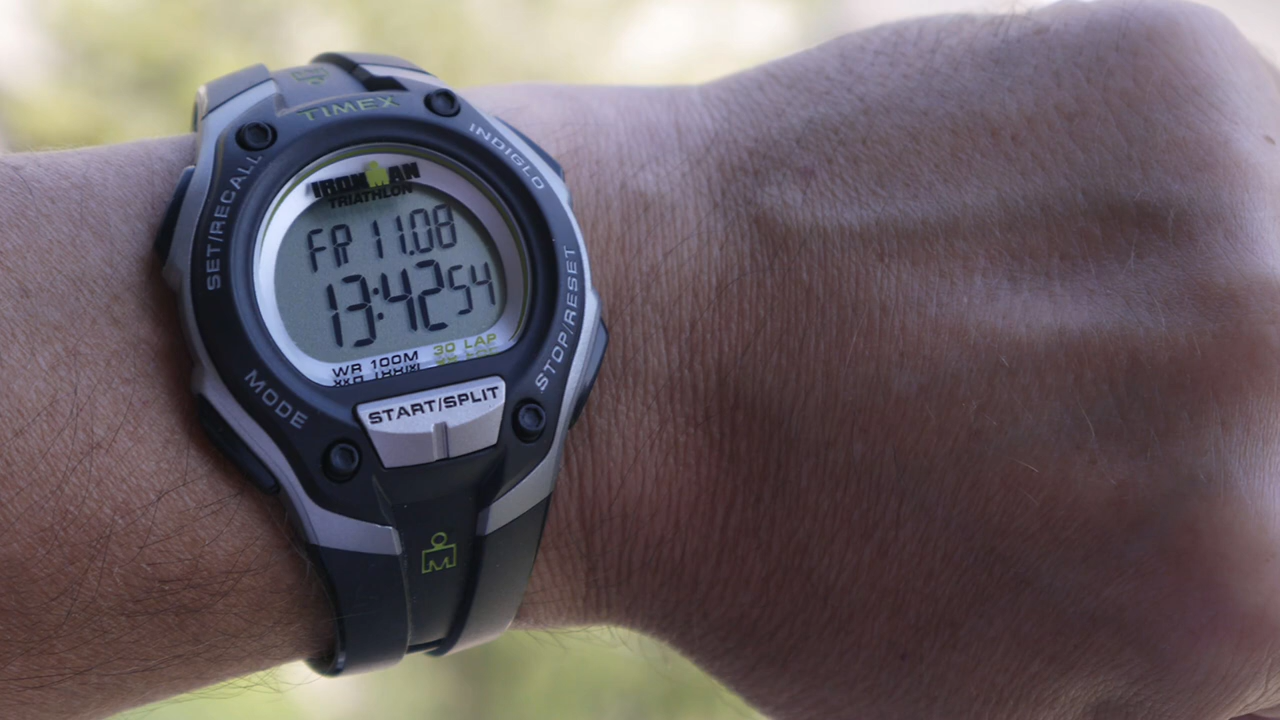 TIMEX
INDIGLO
SET/RECALL
IRONMAN
TRIATHLON
FR 11.08
13:42 54
STOP/RESET
WR 100M
30 LAP
MODE
START/SPLIT
M